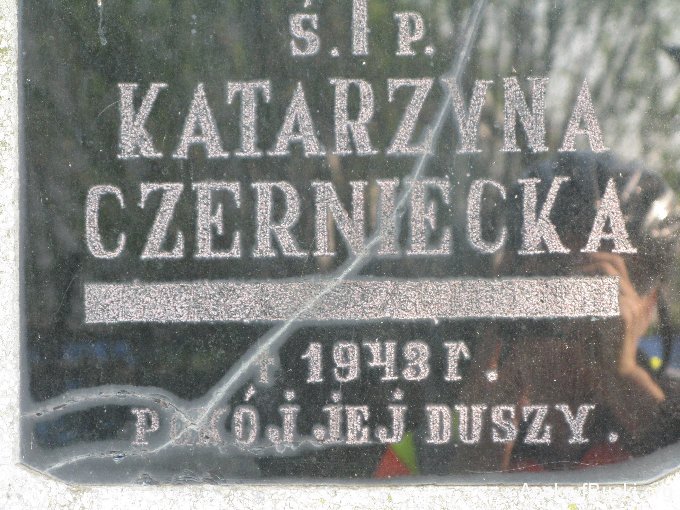 Ś. P.
KATARZYNA
CZERNIECKA
† 1943 r.
POKÓJ JEJ DUSZY.